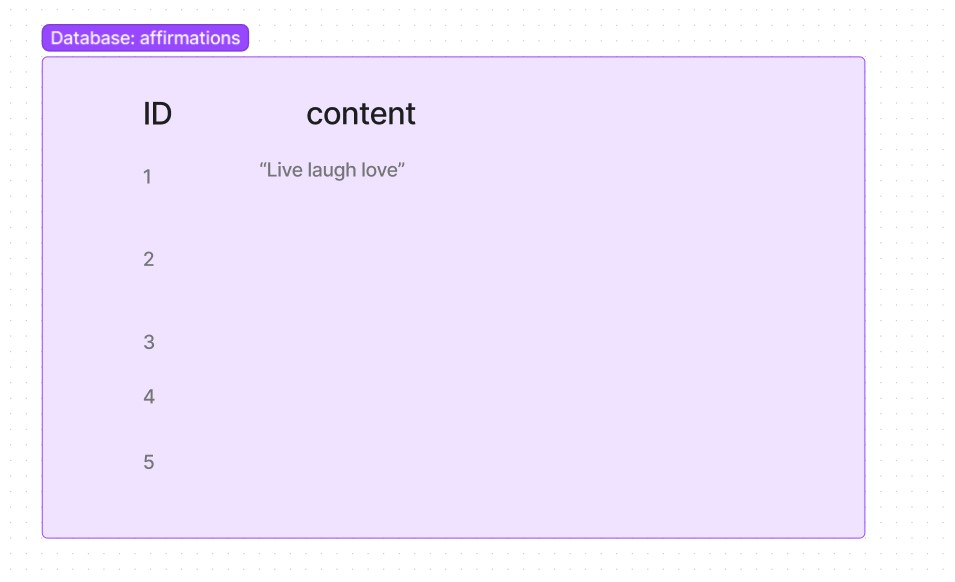 Database: affirmations
ID content
1 “Live laugh love”
2
3
4
5